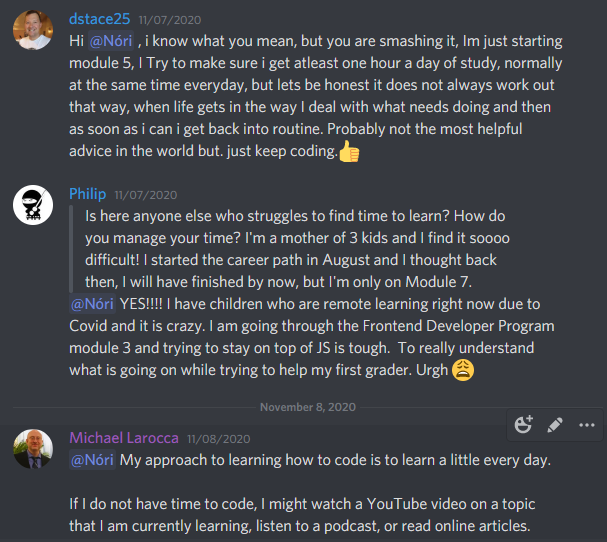 dstace25 11/07/2020
Hi @Nóri , i know what you mean, but you are smashing it, Im just starting
module 5, I Try to make sure i get atleast one hour a day of study, normally
at the same time everyday, but lets be honest it does not always work out
that way, when life gets in the way I deal with what needs doing and then
as soon as i can i get back into routine. Probably not the most helpful
advice in the world but. just keep coding.👍
Philip 11/07/2020
Is here anyone else who struggles to find time to learn? How do
you manage your time? I'm a mother of 3 kids and I find it soooo
difficult! I started the career path in August and I thought back
then, I will have finished by now, but I'm only on Module 7.
@Nóri YES!!!! I have children who are remote learning right now due to
Covid and it is crazy. I am going through the Frontend Developer Program
module 3 and trying to stay on top of JS is tough.  To really understand
what is going on while trying to help my first grader. Urgh 😩
November 8, 2020
Michael Larocca 11/08/2020
@Nóri My approach to learning how to code is to learn a little every day.
If I do not have time to code, I might watch a YouTube video on a topic
that I am currently learning, listen to a podcast, or read online articles.